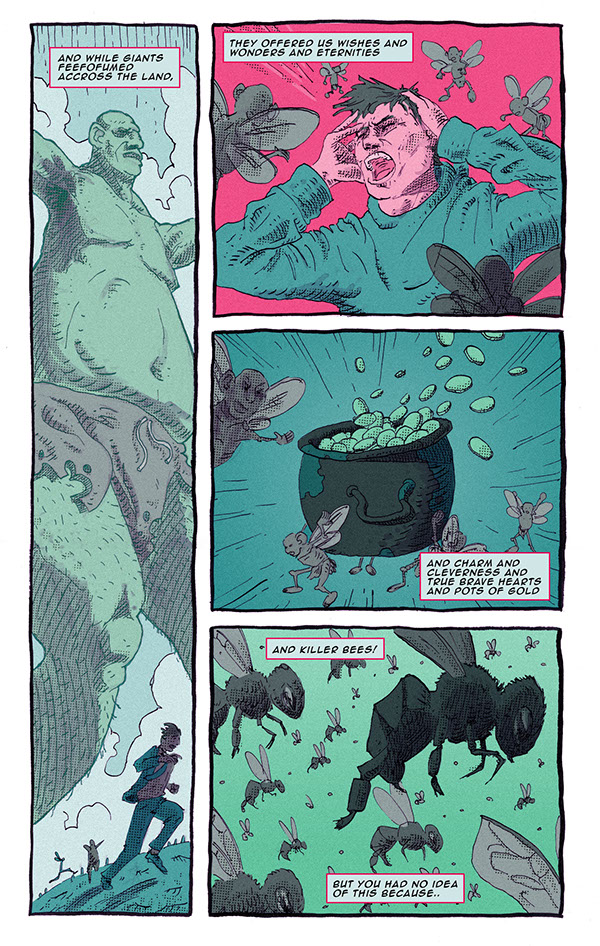 AND WHILE GIANTS
FEEFOFUMED
ACCROSS THE LAND,
THEY OFFERED US WISHES AND
WONDERS AND ETERNITIES
AND CHARM AND
CLEVERNESS AND
TRUE BRAVE HEARTS
AND POTS OF GOLD
AND KILLER BEES!
BUT YOU HAD NO IDEA
OF THIS BECAUSE..